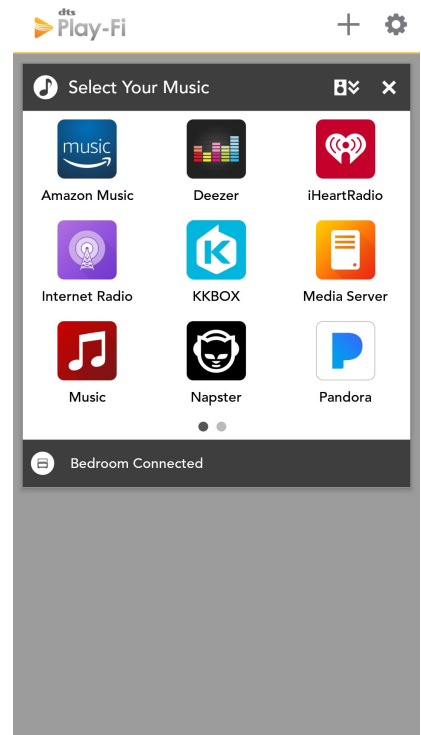 dts
Play-Fi
Select Your Music
music
Amazon Music
Deezer
iHeartRadio
Internet Radio
KKBOX
Media Server
Music
Napster
Pandora
Bedroom Connected